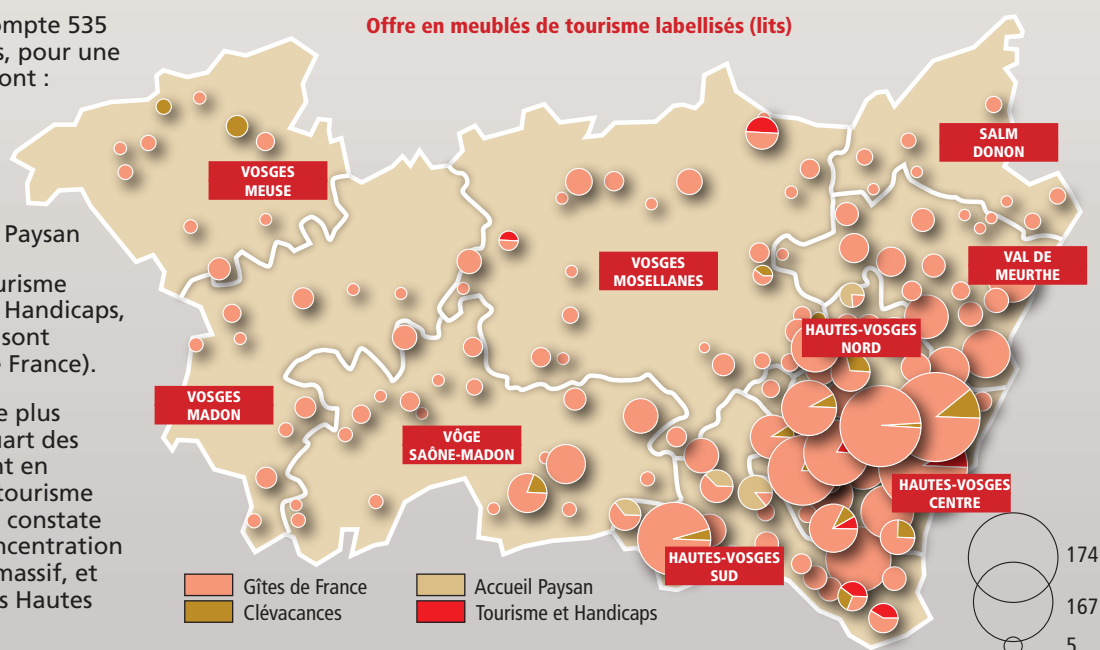 ompte 535
s, pour une
ont :
Paysan
urisme
Handicaps,
sont
France).
e plus
uart des
nt en
tourisme
constate
ncentration
massif, et
s Hautes
Offre en meublés de tourisme labellisés (lits)
SALM
DONON
VOSGES
MEUSE
VOSGES
MOSELLANES
VAL DE
MEURTHE
HAUTES-VOSGES
NORD
VOSGES
MADON
VÔGE
SAÔNE-MADON
HAUTES-VOSGES
CENTRE
HAUTES-VOSGES
SUD
Gîtes de France
Clévacances
Accueil Paysan
Tourisme et Handicaps
174
167
5